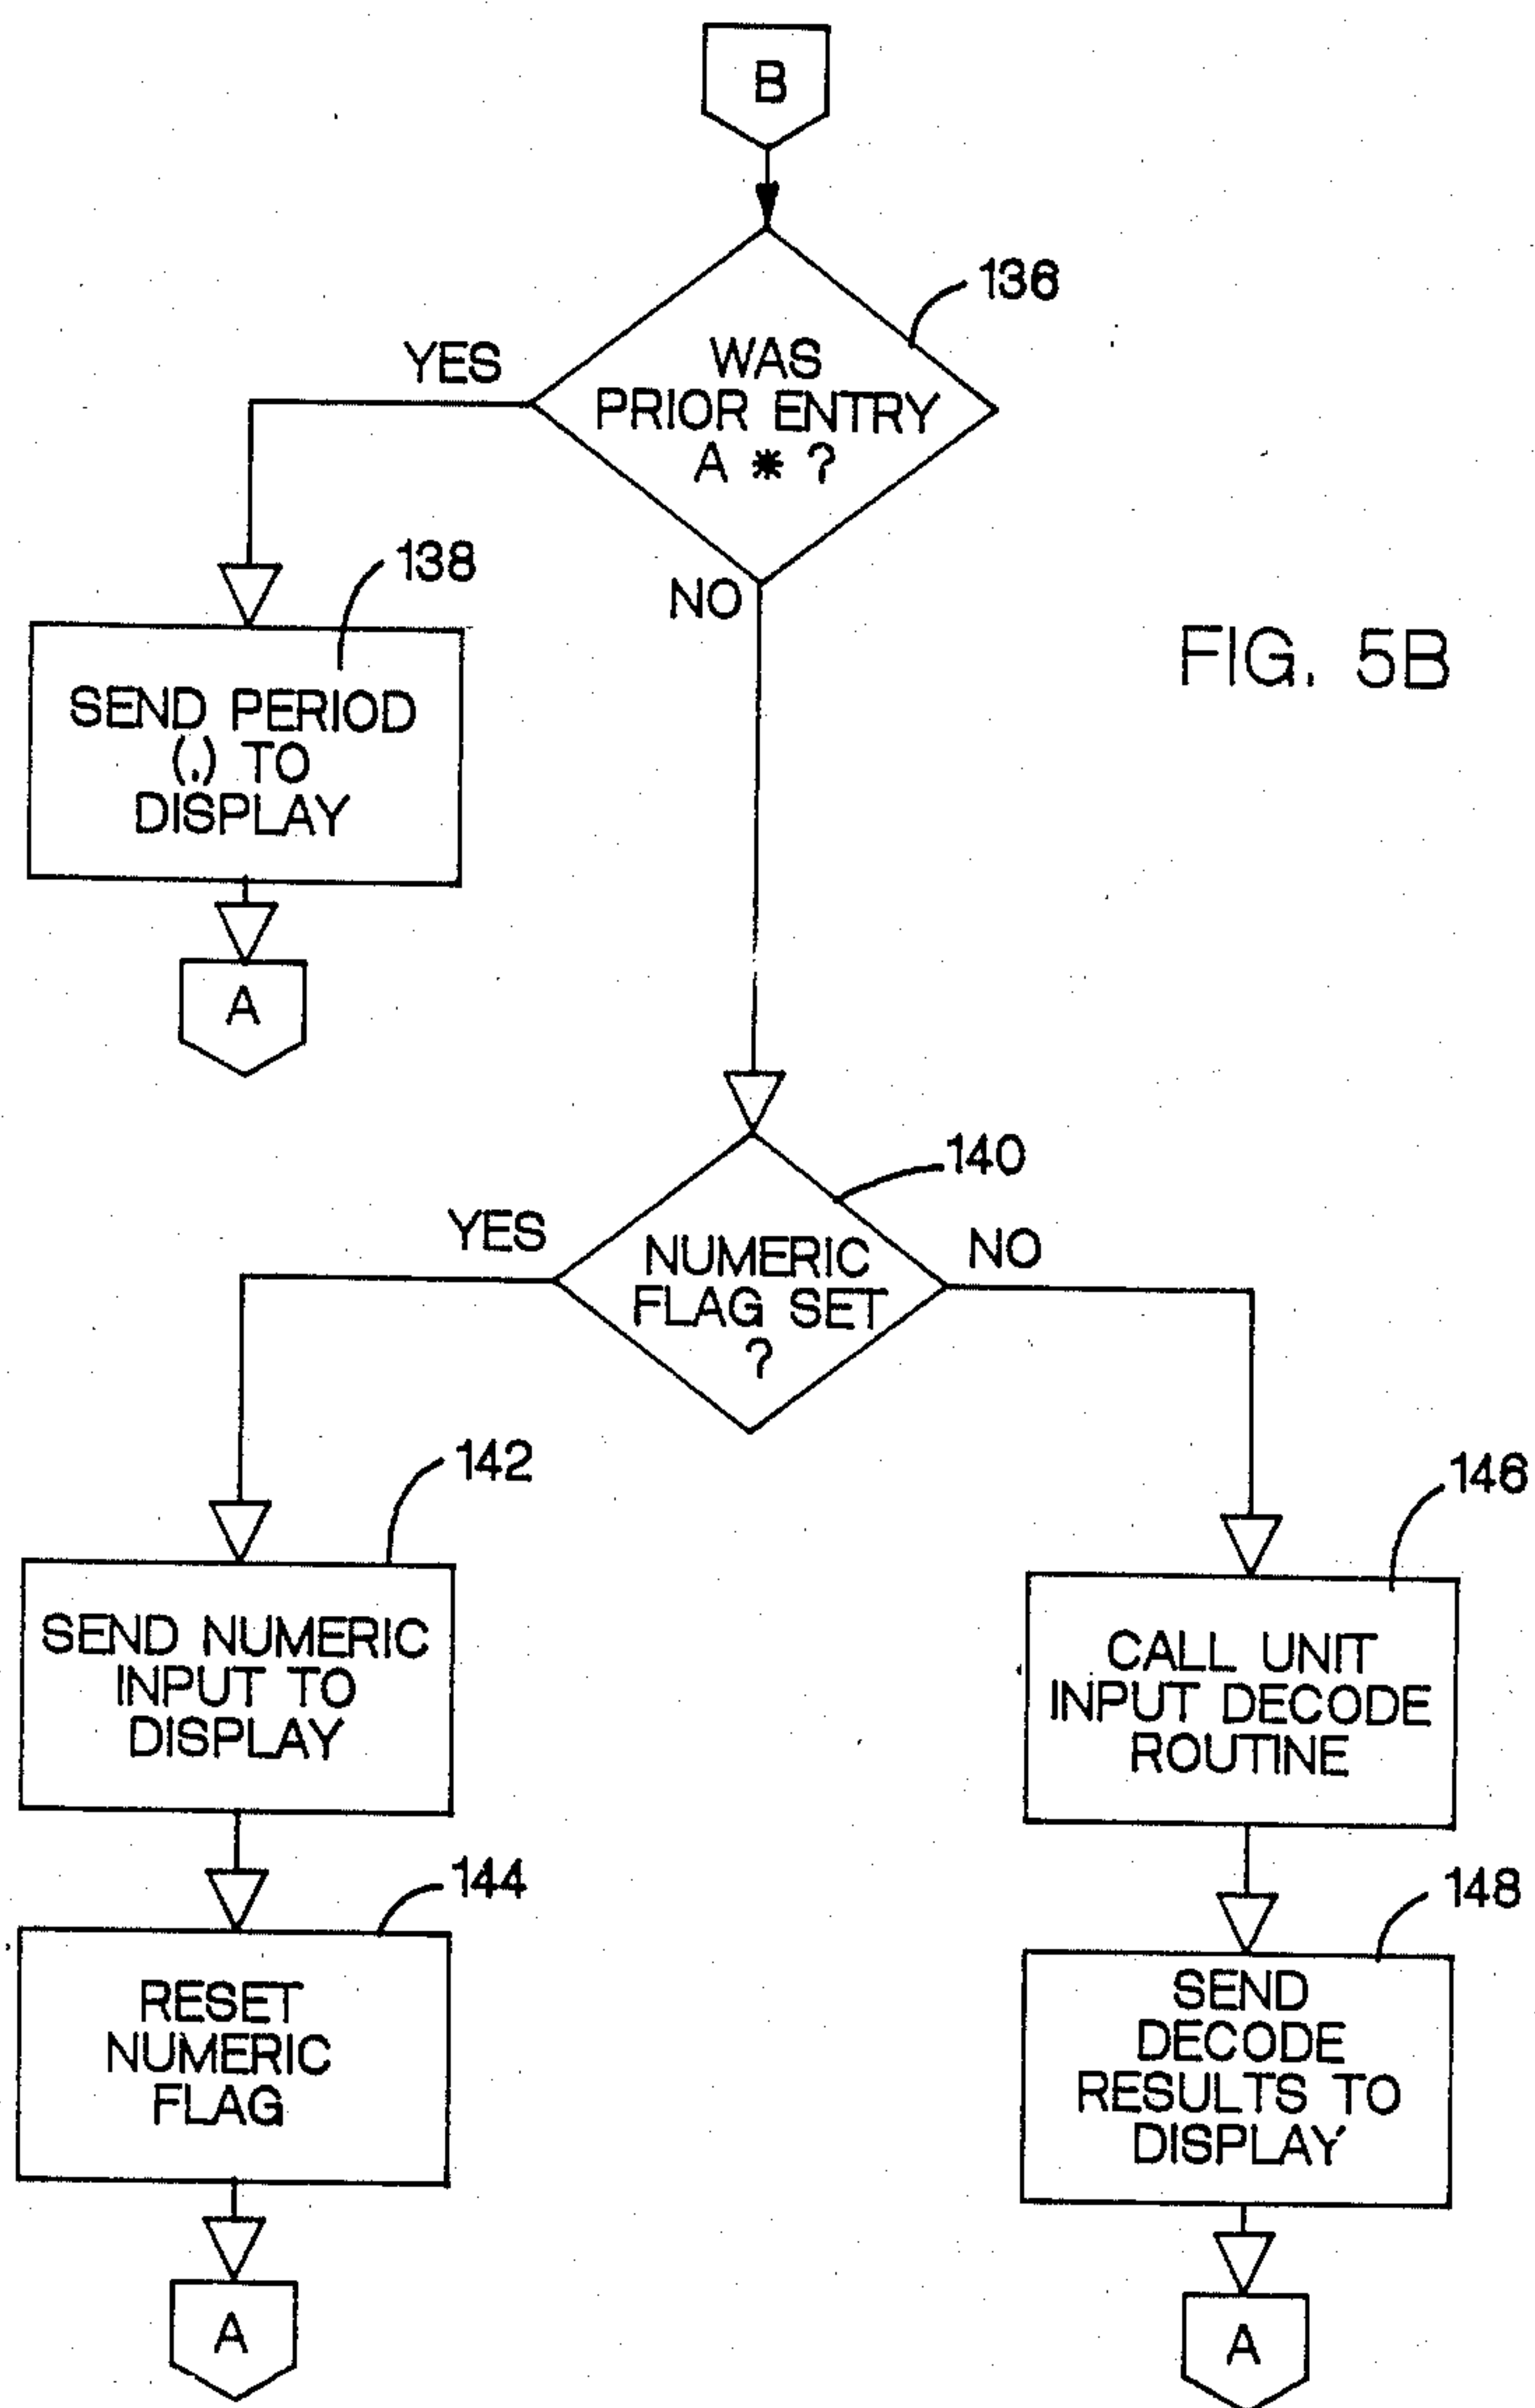 B
136
YES
WAS
PRIOR ENTRY
A * ?
138
NO
SEND PERIOD
(.) TO
DISPLAY
FIG. 5B
A
140
YES
NO
NUMERIC
FLAG SET
?
142
146
SEND NUMERIC
INPUT TO
DISPLAY
CALL UNIT
INPUT DECODE
ROUTINE
144
148
RESET
NUMERIC
FLAG
SEND
DECODE
RESULTS TO
DISPLAY
A
A